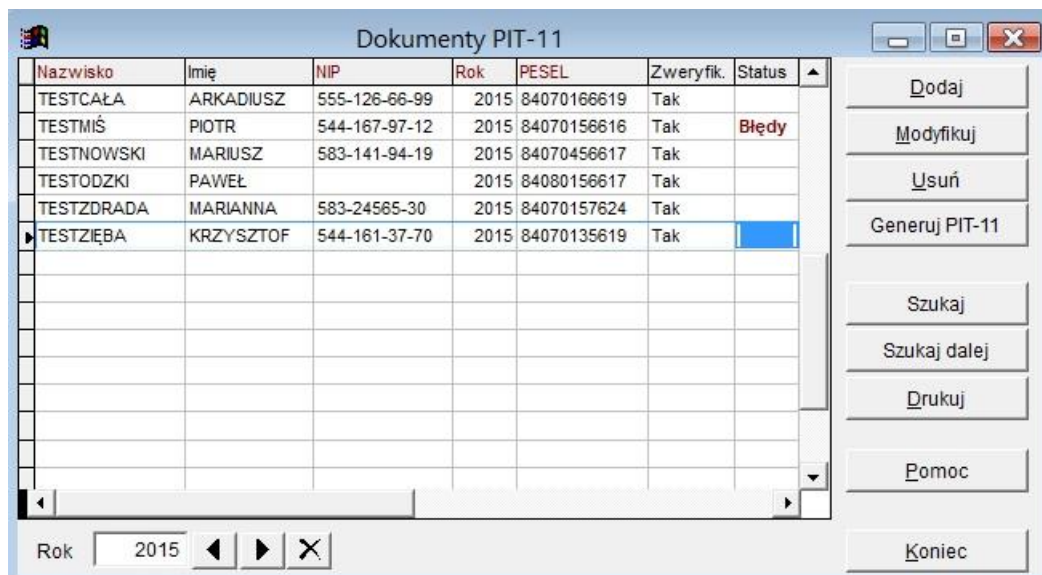 Dokumenty PIT-11
Nazwisko Imię NIP Rok PESEL Zweryfik. Status
TESTCAŁA ARKADIUSZ 555-126-66-99 2015 84070166619 Tak
TESTMIŚ PIOTR 544-167-97-12 2015 84070156616 Tak Błędy
TESTNOWSKI MARIUSZ 583-141-94-19 2015 84070456617 Tak
TESTODZKI PAWEŁ 2015 84080156617 Tak
TESTZDRADA MARIANNA 583-24565-30 2015 84070157624 Tak
TESTZIĘBA KRZYSZTOF 544-161-37-70 2015 84070135619 Tak
Rok 2015
Dodaj
Modyfikuj
Usuń
Generuj PIT-11
Szukaj
Szukaj dalej
Drukuj
Pomoc
Koniec